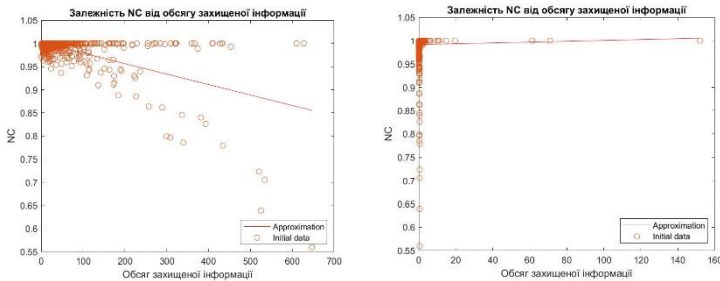 Залежність NC від обсягу захищеної інформації
1.05
1
0.95
0.9
0.85
0.8
0.75
0.7
0.65
0.6
0.55
NC
0 100 200 300 400 500 600 700
Обсяг захищеної інформації
Approximation
Initial data
Залежність NC від обсягу захищеної інформації
1.05
1
0.95
0.9
0.85
0.8
0.75
0.7
0.65
0.6
0.55
NC
0 20 40 60 80 100 120 140 160
Обсяг захищеної інформації
Approximation
Initial data